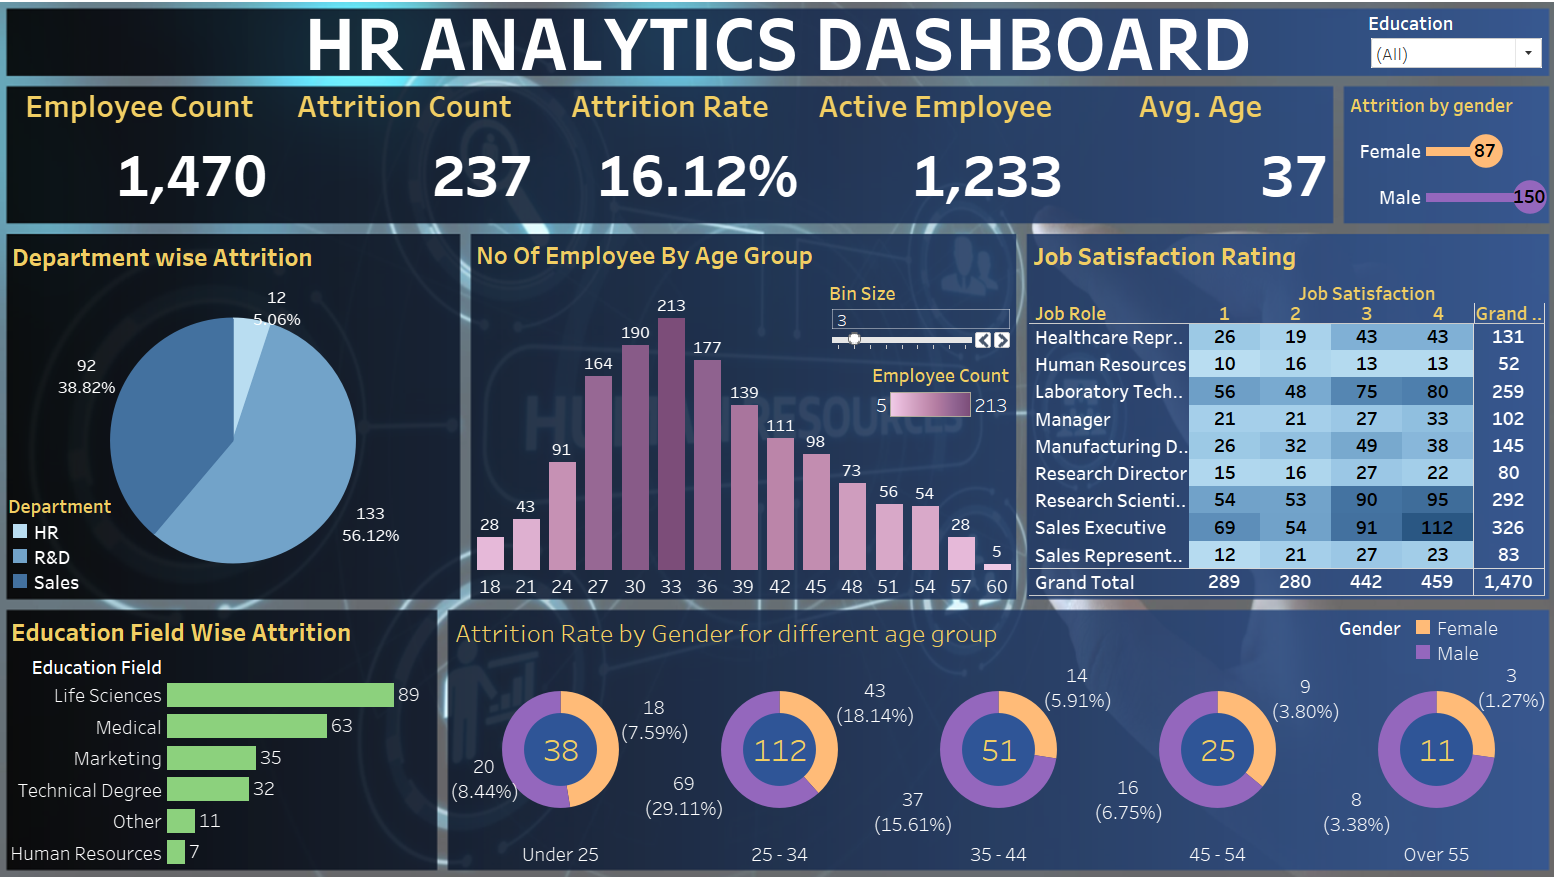 HR ANALYTICS DASHBOARD
Education
(All)
Employee Count Attrition Count Attrition Rate Active Employee Avg. Age
1,470 237 16.12% 1,233 37
Attrition by gender
Female 87
Male 150
Department wise Attrition
12
5.06%
92
38.82%
133
56.12%
Department
HR
R&D
Sales
No Of Employee By Age Group
Bin Size
3
Employee Count
5 213
28 43 91 164 190 213 177 139 111 98 73 56 54 28 5
18 21 24 27 30 33 36 39 42 45 48 51 54 57 60
HUMAN RESOURCES
Job Satisfaction Rating
Job Satisfaction
Job Role 1 2 3 4 Grand ..
Healthcare Repr.. 26 19 43 43 131
Human Resources 10 16 13 13 52
Laboratory Tech.. 56 48 75 80 259
Manager 21 21 27 33 102
Manufacturing D.. 26 32 49 38 145
Research Director 15 16 27 22 80
Research Scienti.. 54 53 90 95 292
Sales Executive 69 54 91 112 326
Sales Represent.. 12 21 27 23 83
Grand Total 289 280 442 459 1,470
Education Field Wise Attrition
Education Field
Life Sciences 89
Medical 63
Marketing 35
Technical Degree 32
Other 11
Human Resources 7
Attrition Rate by Gender for different age group
Gender
Female
Male
38
18
(7.59%)
20
(8.44%)
Under 25
112
43
(18.14%)
69
(29.11%)
25 - 34
51
14
(5.91%)
37
(15.61%)
35 - 44
25
9
(3.80%)
16
(6.75%)
45 - 54
11
3
(1.27%)
8
(3.38%)
Over 55